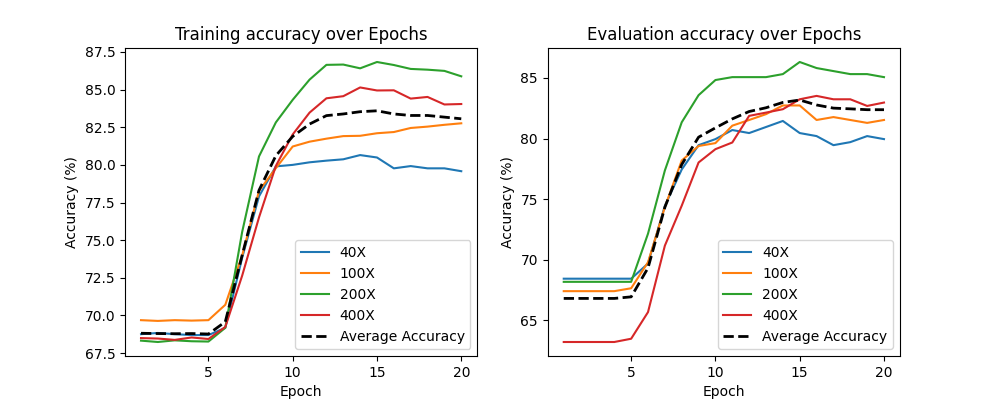 Training accuracy over Epochs
87.5
85.0
82.5
80.0
77.5
75.0
72.5
70.0
67.5
Accuracy (%)
40X
100X
200X
400X
Average Accuracy
5
10
15
20
Epoch
Evaluation accuracy over Epochs
85
80
75
70
65
Accuracy (%)
40X
100X
200X
400X
Average Accuracy
5
10
15
20
Epoch